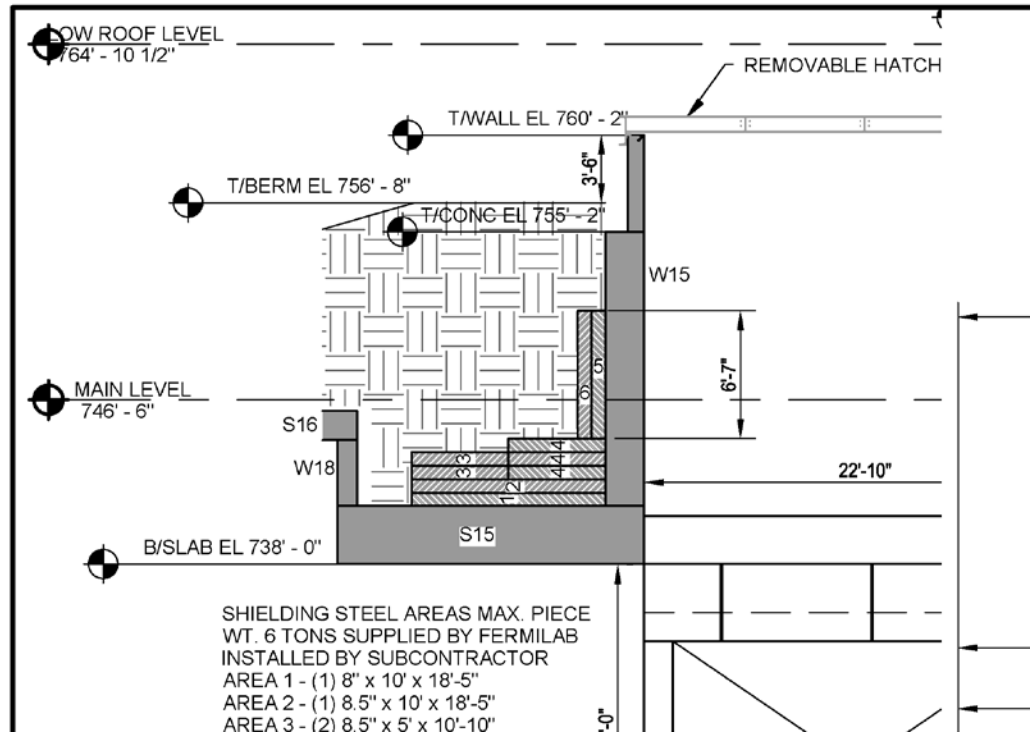 OW ROOF LEVEL
764' - 10 1/2"
REMOVABLE HATCH
T/WALL EL 760' - 2"
3'-6"
T/BERM EL 756' - 8"
T/CONC EL 755' - 2"
W15
5
6
6'-7"
MAIN LEVEL
746' - 6"
S16
W18
33
444
1 2
22'-10"
S15
B/SLAB EL 738' - 0"
SHIELDING STEEL AREAS MAX. PIECE
WT. 6 TONS SUPPLIED BY FERMILAB
INSTALLED BY SUBCONTRACTOR
AREA 1 - (1) 8" x 10' x 18'-5"
AREA 2 - (1) 8.5" x 10' x 18'-5"
AREA 3 - (2) 8.5" x 5' x 10'-10"
'-0"